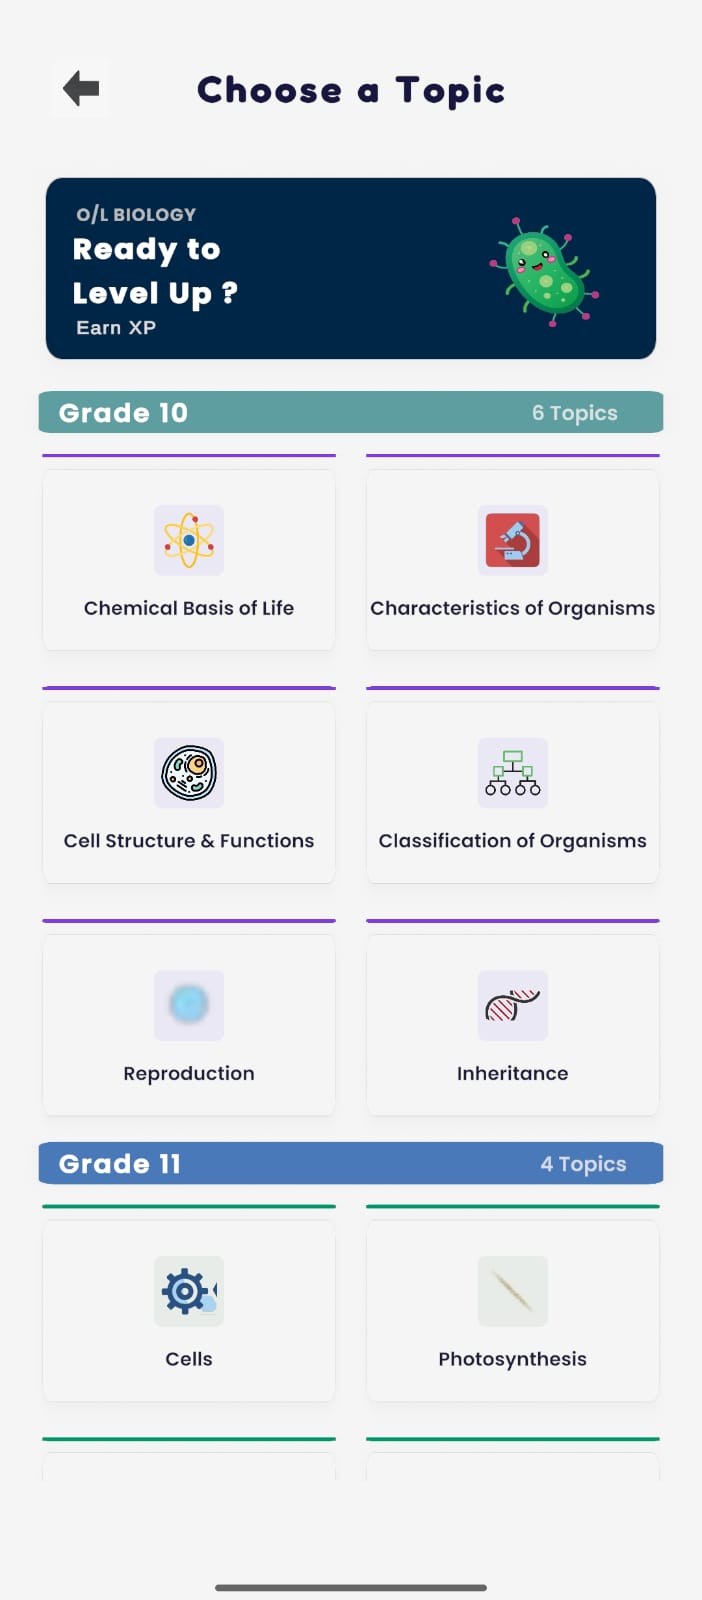 Choose a Topic
O/L BIOLOGY
Ready to
Level Up ?
Earn XP
Grade 10
6 Topics
Chemical Basis of Life
Characteristics of Organisms
Cell Structure & Functions
Classification of Organisms
Reproduction
Inheritance
Grade 11
4 Topics
Cells
Photosynthesis